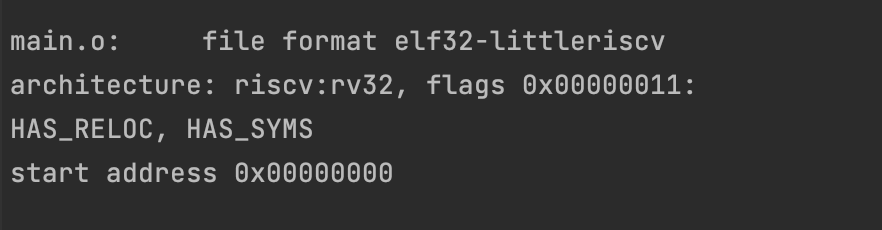 main.o:     file format elf32-littleriscv
architecture: riscv:rv32, flags 0x00000011:
HAS_RELOC, HAS_SYMS
start address 0x00000000